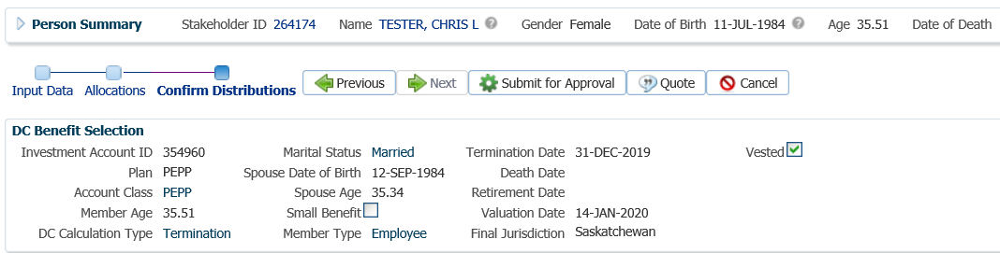 Person Summary Stakeholder ID 264174 Name TESTER, CHRIS L Gender Female Date of Birth 11-JUL-1984 Age 35.51 Date of Death
Input Data Allocations Confirm Distributions Previous Next Submit for Approval Quote Cancel
DC Benefit Selection
Investment Account ID 354960 Marital Status Married Termination Date 31-DEC-2019 Vested
Plan PEPP Spouse Date of Birth 12-SEP-1984 Death Date
Account Class PEPP Spouse Age 35.34 Retirement Date
Member Age 35.51 Small Benefit Valuation Date 14-JAN-2020
DC Calculation Type Termination Member Type Employee Final Jurisdiction Saskatchewan